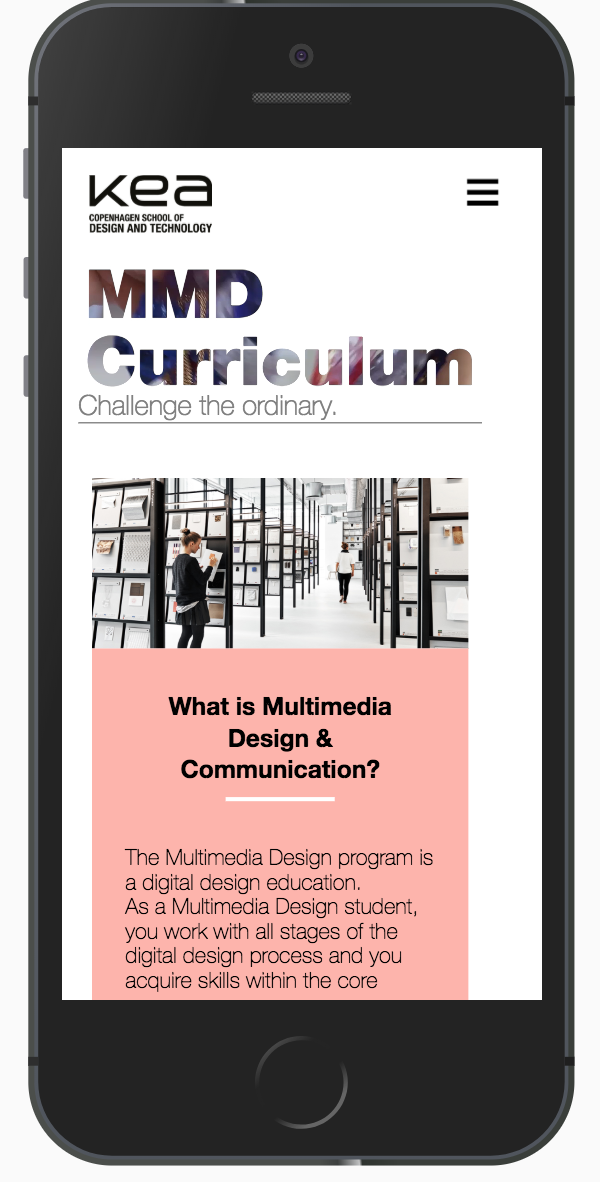 kea
COPENHAGEN SCHOOL OF
DESIGN AND TECHNOLOGY
MMD
Curriculum
Challenge the ordinary.
What is Multimedia
Design &
Communication?
The Multimedia Design program is
a digital design education.
As a Multimedia Design student,
you work with all stages of the
digital design process and you
acquire skills within the core